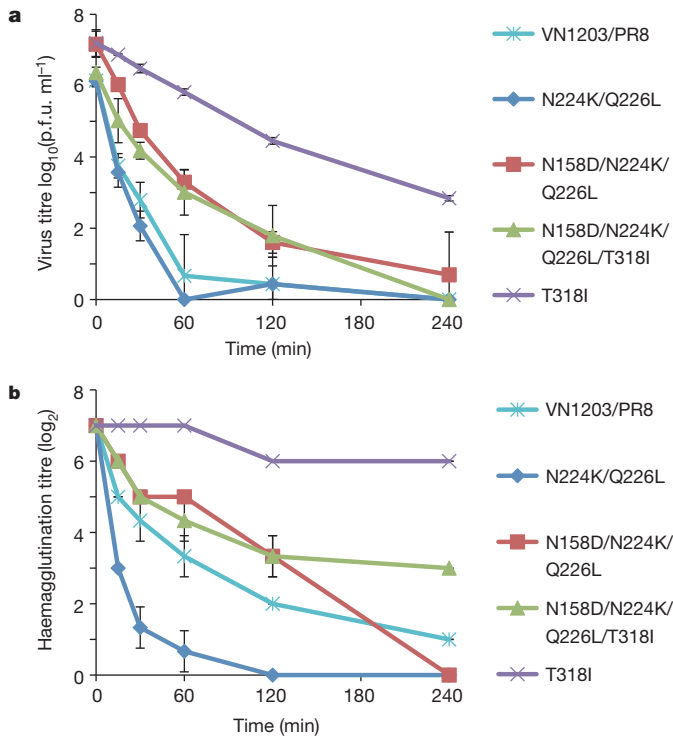 a
8
6
4
2
0
Virus titre log10(p.f.u. ml–1)
0 60 120 180 240
Time (min)
VN1203/PR8
N224K/Q226L
N158D/N224K/
Q226L
N158D/N224K/
Q226L/T318I
T318I
b
8
6
4
2
0
Haemagglutination titre (log2)
0 60 120 180 240
Time (min)
VN1203/PR8
N224K/Q226L
N158D/N224K/
Q226L
N158D/N224K/
Q226L/T318I
T318I